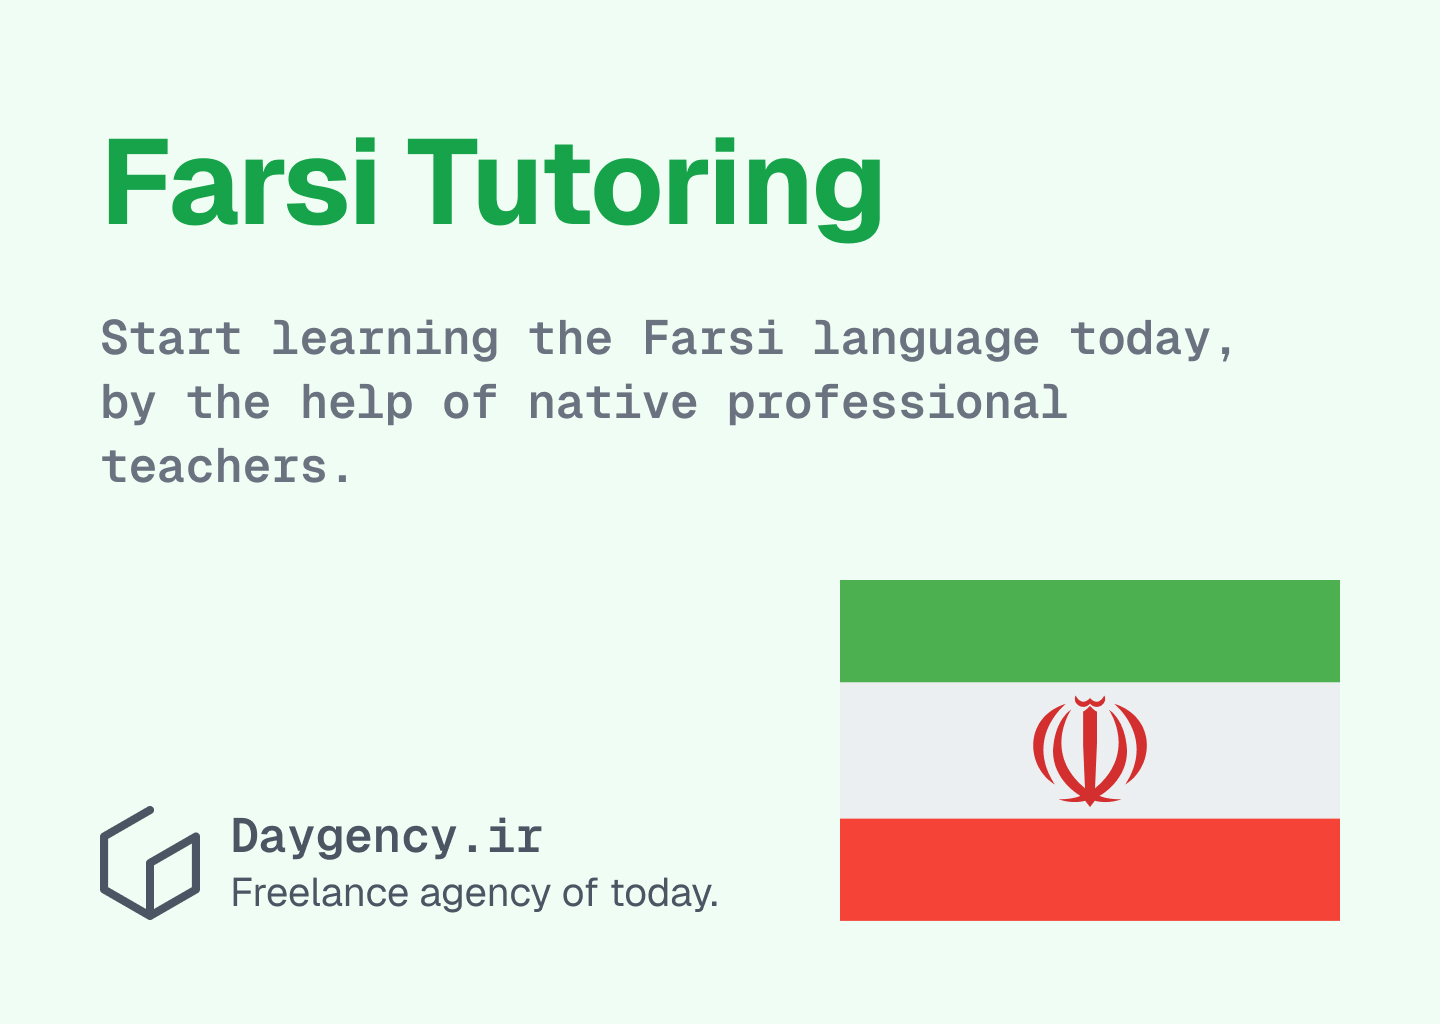 Farsi Tutoring
Start learning the Farsi language today,
by the help of native professional
teachers.
Daygency.ir
Freelance agency of today.